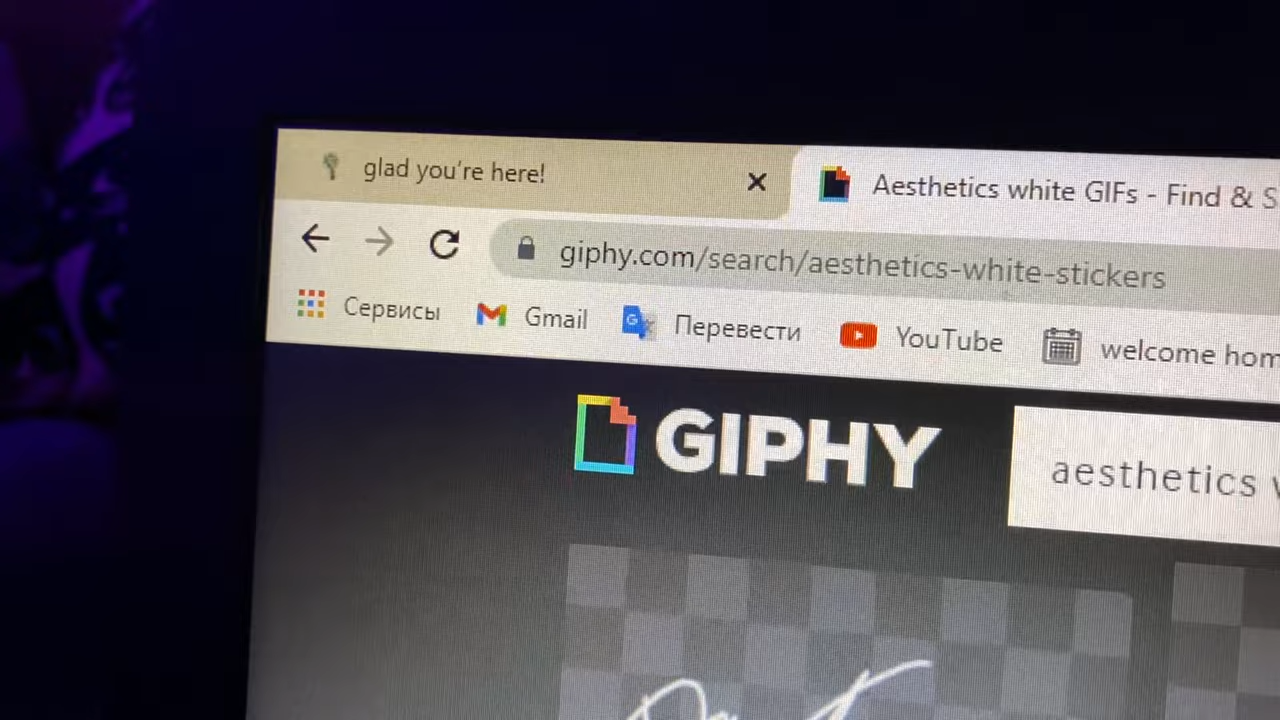 glad you're here!
Aesthetics white GIFs - Find & S
giphy.com/search/aesthetics-white-stickers
Сервисы Gmail Перевести YouTube welcome hom
GIPHY aesthetics